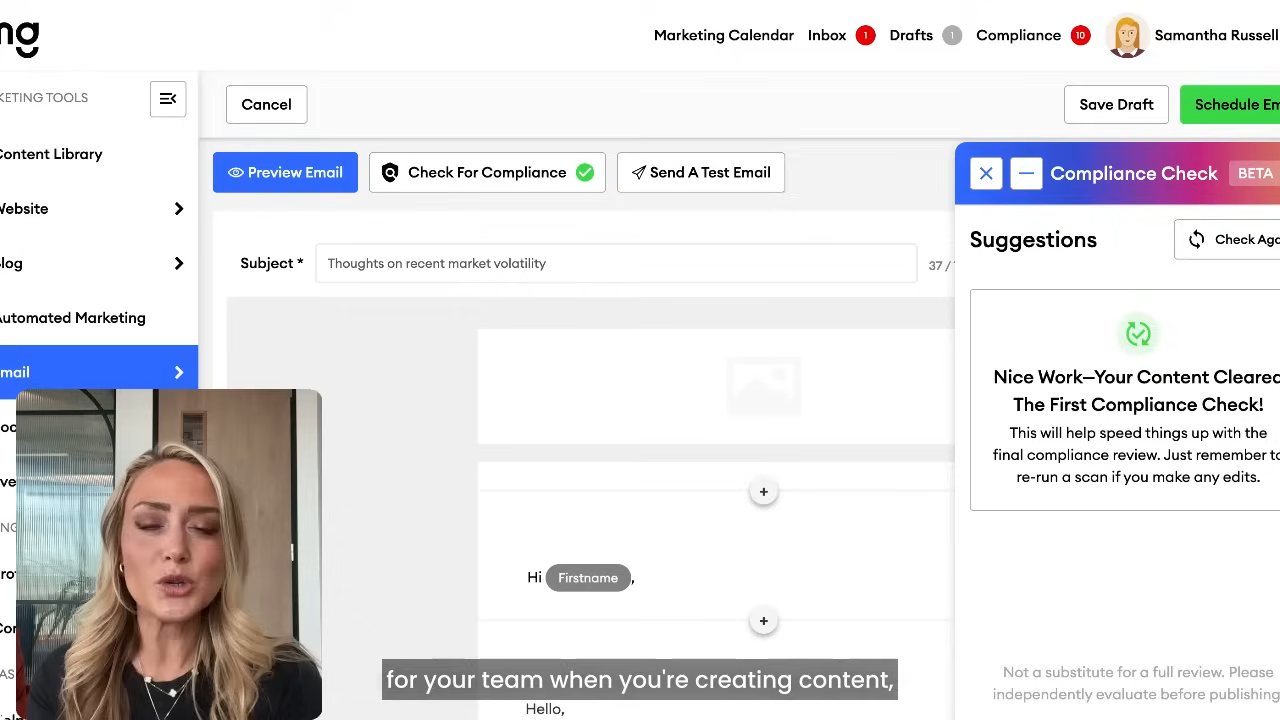 ng
Marketing Calendar
Inbox
1
Drafts
1
Compliance
10
Samantha Russell
KETING TOOLS
Content Library
Website
log
Automated Marketing
mail
Cancel
Save Draft
Schedule Em
Preview Email
Check For Compliance
Send A Test Email
Subject *
Thoughts on recent market volatility
37 /
Hi Firstname,
Hello,
Compliance Check
BETA
Suggestions
Check Aga
Nice Work—Your Content Cleared
The First Compliance Check!
This will help speed things up with the
final compliance review. Just remember to
re-run a scan if you make any edits.
Not a substitute for a full review. Please
independently evaluate before publishing
for your team when you're creating content,